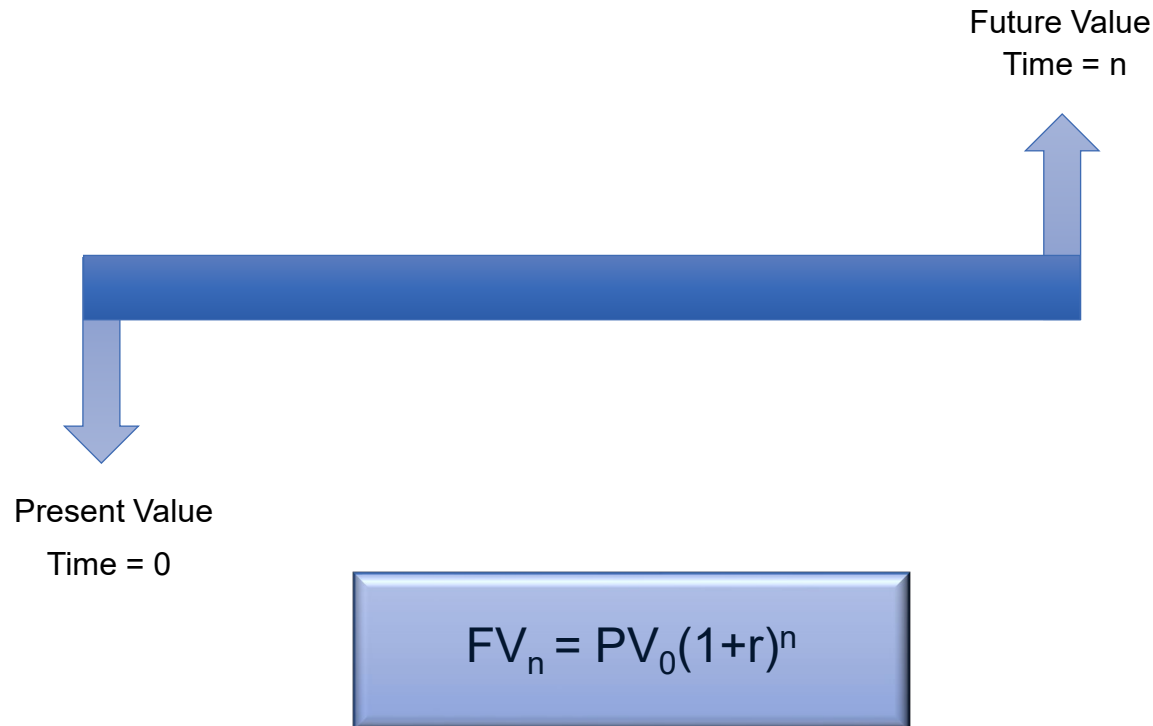 Future Value
Time = n
Present Value
Time = 0
FVₙ = PV₀(1+r)ⁿ